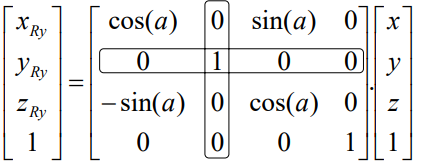 x_Ry cos(a) 0 sin(a) 0 x
y_Ry = 0 1 0 0 . y
z_Ry −sin(a) 0 cos(a) 0 z
1 0 0 0 1 1